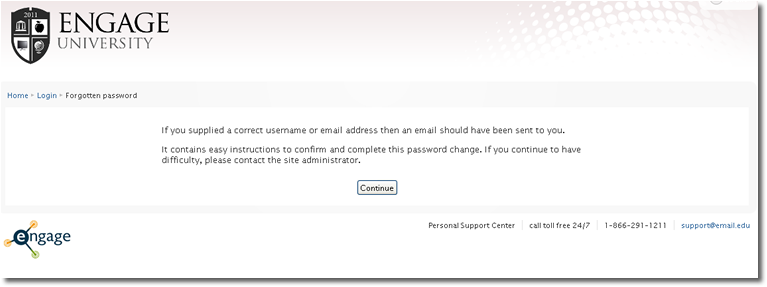 2011
ENGAGE
UNIVERSITY
Home ▸ Login ▸ Forgotten password
If you supplied a correct username or email address then an email should have been sent to you.
It contains easy instructions to confirm and complete this password change. If you continue to have
difficulty, please contact the site administrator.
Continue
Personal Support Center | call toll free 24/7 | 1-866-291-1211 | support@email.edu
engage